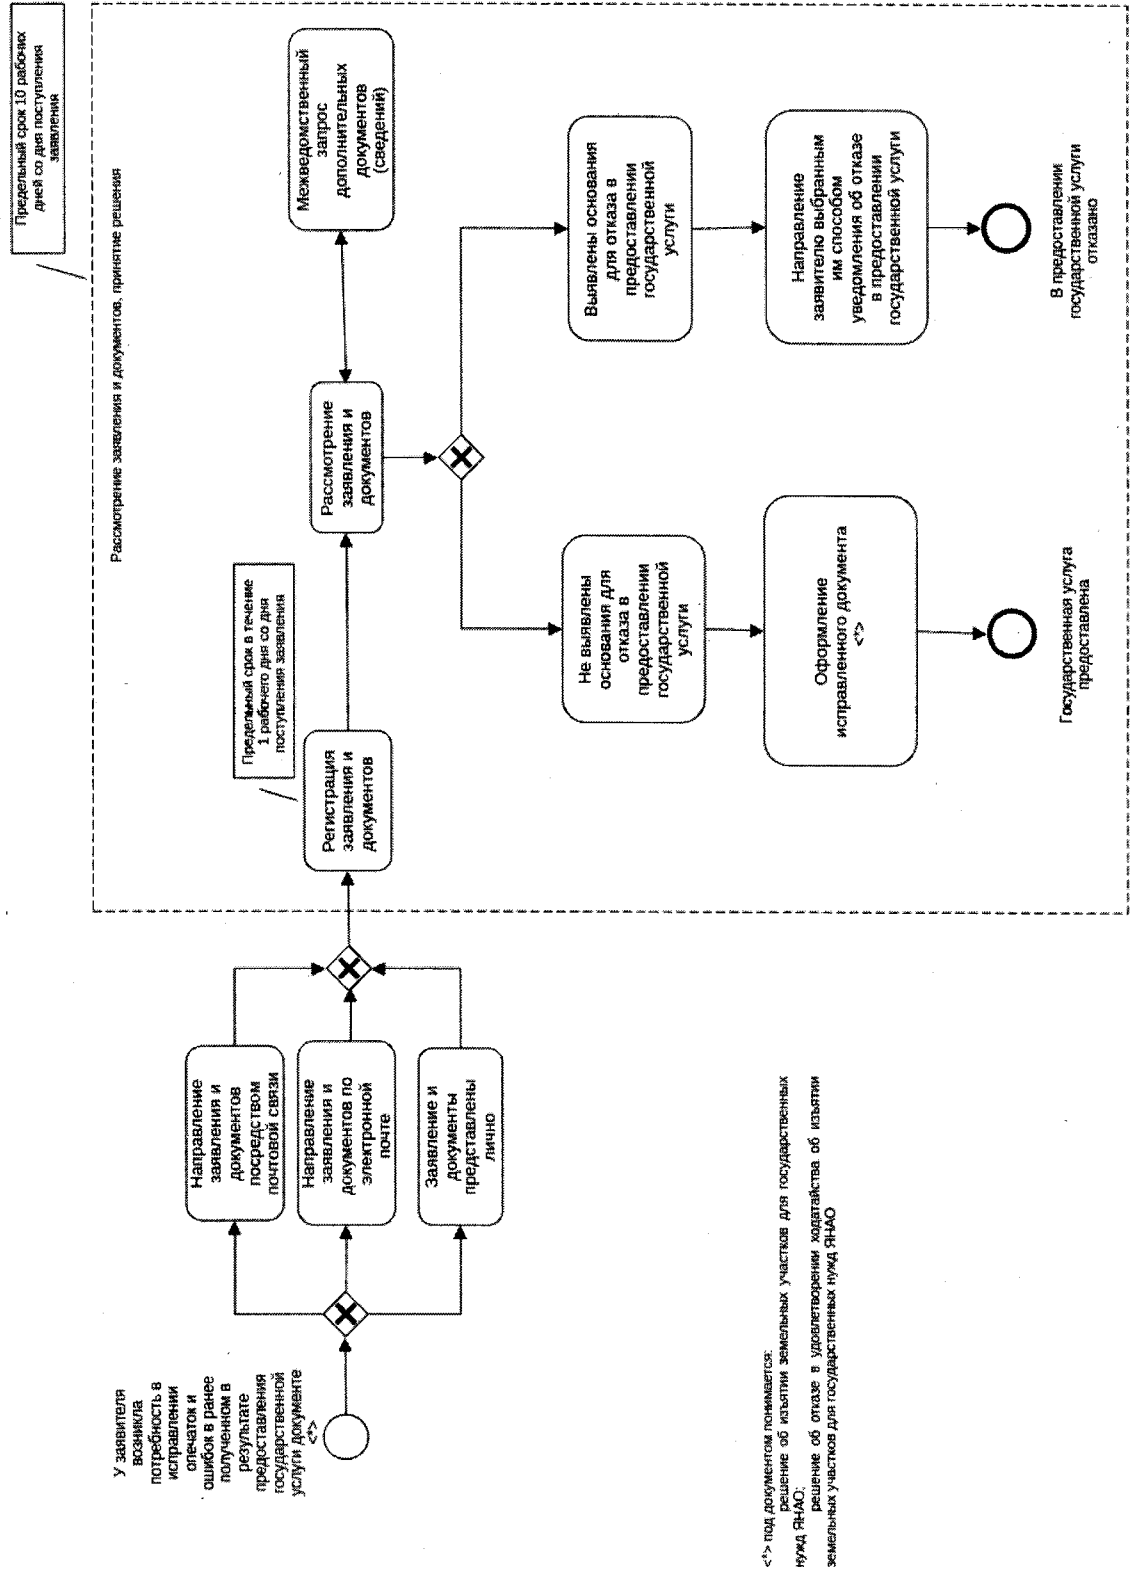 Предельный срок 10 рабочих
дней со дня поступления
заявления
Рассмотрение заявления и документов, принятие решения
У заявителя
возникла
потребность в
исправлении
опечаток и
ошибок в ранее
полученном в
результате
предоставления
государственной
услуги документе
<*>
Направление
заявления и
документов
посредством
почтовой связи
Направление
заявления и
документов по
электронной
почте
Заявление и
документы
представлены
лично
Предельный срок в течение
1 рабочего дня со дня
поступления заявления
Регистрация
заявления и
документов
Рассмотрение
заявления и
документов
Межведомственный
запрос
дополнительных
документов
(сведений)
Не выявлены
основания для
отказа в
предоставлении
государственной
услуги
Оформление
исправленного документа
<*>
Государственная услуга
предоставлена
Выявлены основания
для отказа в
предоставлении
государственной
услуги
Направление
заявителю выбранным
им способом
уведомления об отказе
в предоставлении
государственной услуги
В предоставлении
государственной услуги
отказано
<*> под документом понимается:
решение об изъятии земельных участков для государственных
нужд ЯНАО;
решение об отказе в удовлетворении ходатайства об изъятии
земельных участков для государственных нужд ЯНАО